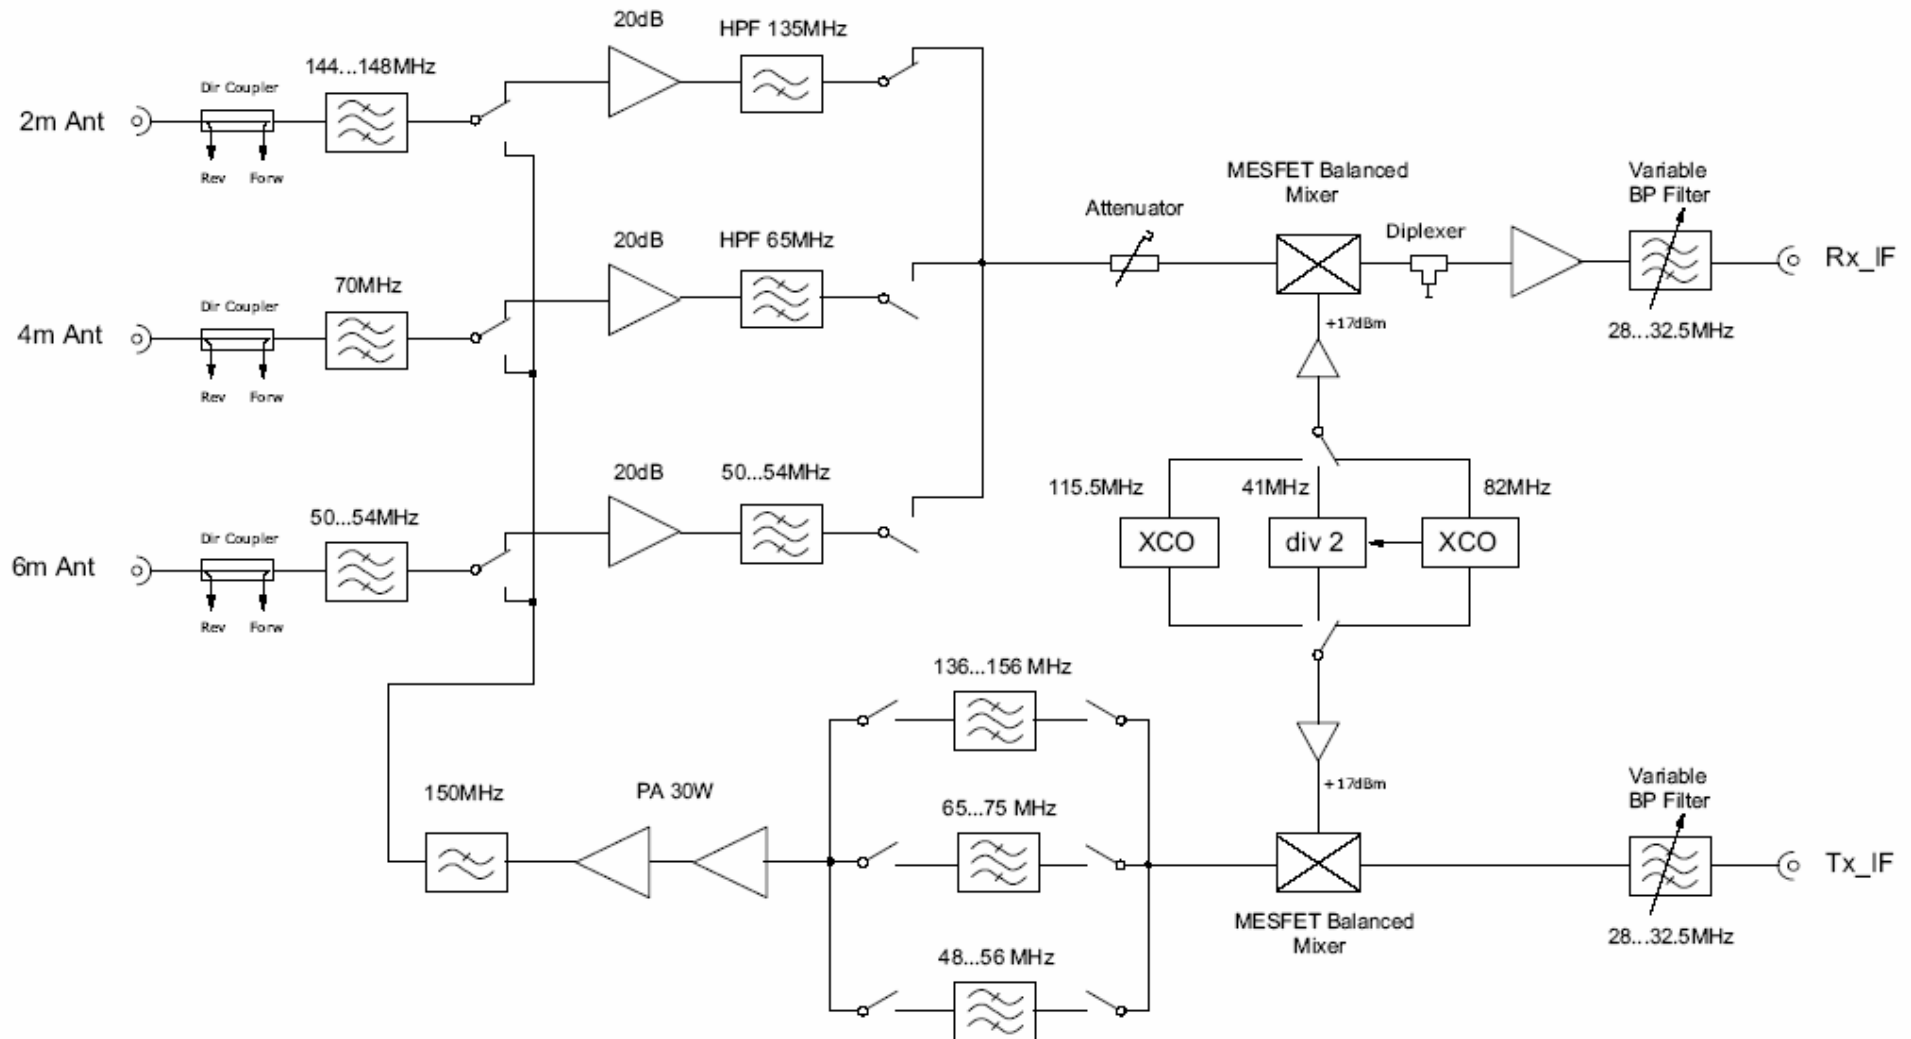 20dB
HPF 135MHz
144...148MHz
Dir Coupler
2m Ant
Rev Forw
MESFET Balanced
Mixer
Variable
BP Filter
Attenuator
Diplexer
20dB
HPF 65MHz
Rx_IF
70MHz
Dir Coupler
4m Ant
+17dBm
28...32.5MHz
Rev Forw
20dB
50...54MHz
115.5MHz
41MHz
82MHz
50...54MHz
Dir Coupler
XCO
div 2
XCO
6m Ant
Rev Forw
136...156 MHz
150MHz
PA 30W
+17dBm
Variable
BP Filter
65...75 MHz
Tx_IF
MESFET Balanced
Mixer
28...32.5MHz
48...56 MHz